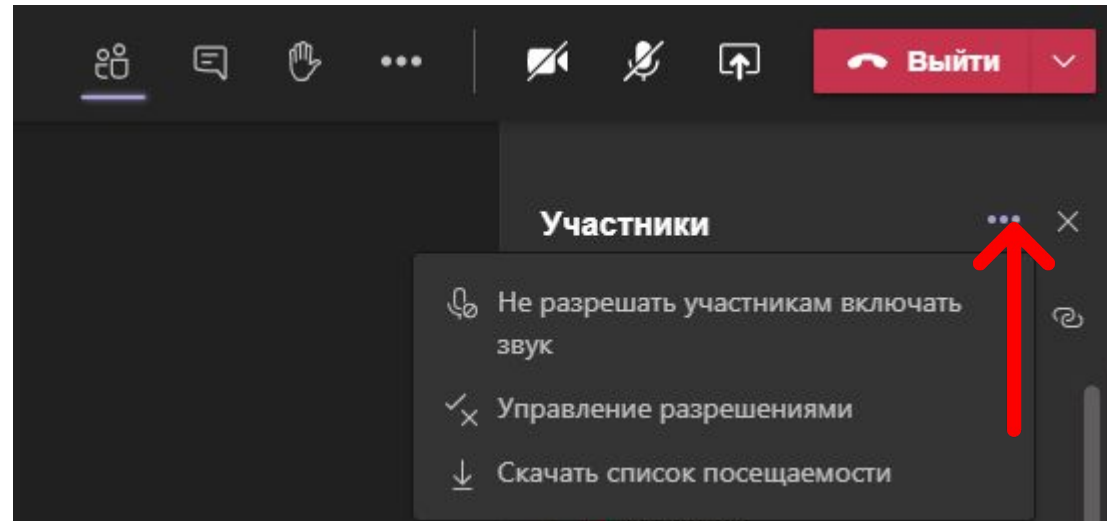 Выйти
Участники
Не разрешать участникам включать
звук
Управление разрешениями
Скачать список посещаемости